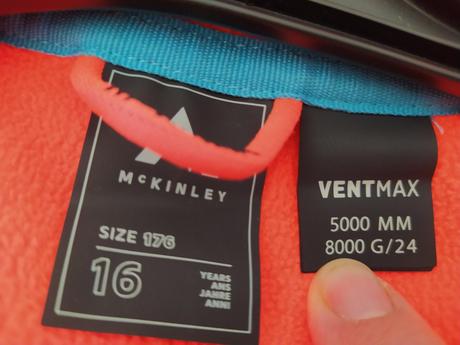 McKINLEY
SIZE 176
16
YEARS
ANS
JAHRE
ANNI
VENTMAX
5000 MM
8000 G/24